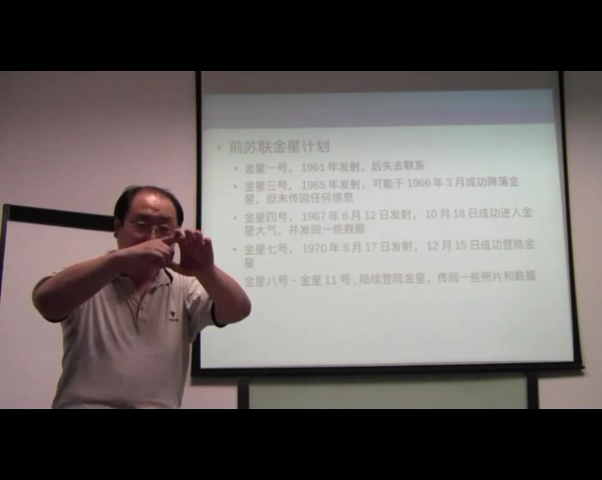 前苏联金星计划
金星一号，1961年发射，后失去联系
金星三号，1965年发射，可能于1966年3月成功降落金
星，但未传回任何信息
金星四号，1967年6月12日发射，10月18日成功进入金
星大气，并发回一些数据
金星七号，1970年8月17日发射，12月15日成功登陆金
星
金星八号－金星11号，陆续登陆金星，传回一些照片和数据